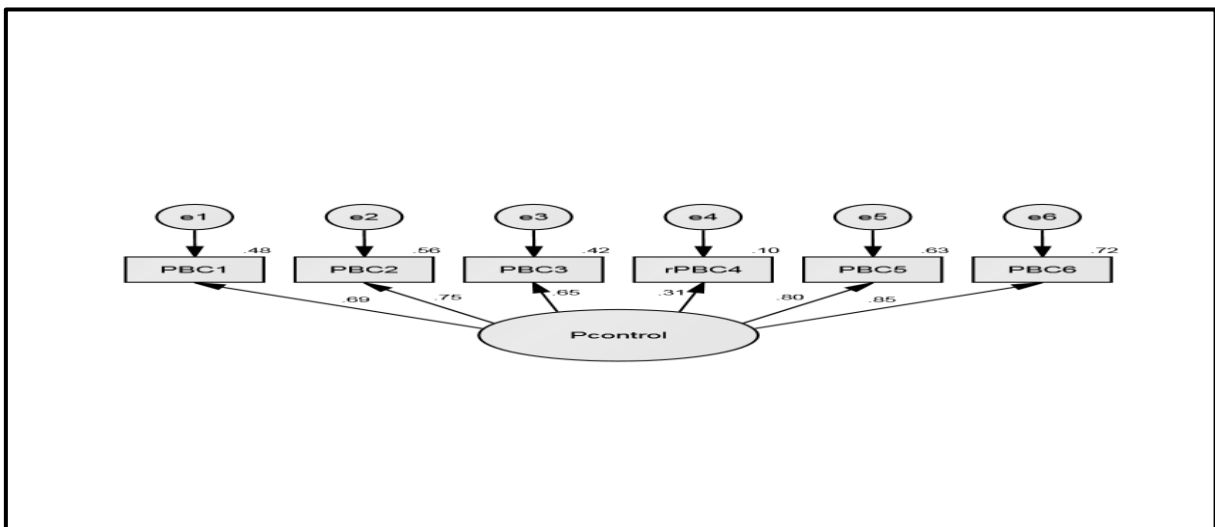 e1 e2 e3 e4 e5 e6
.48 .56 .42 .10 .63 .72
PBC1 PBC2 PBC3 rPBC4 PBC5 PBC6
.69 .75 .65 .31 .80 .85
Pcontrol